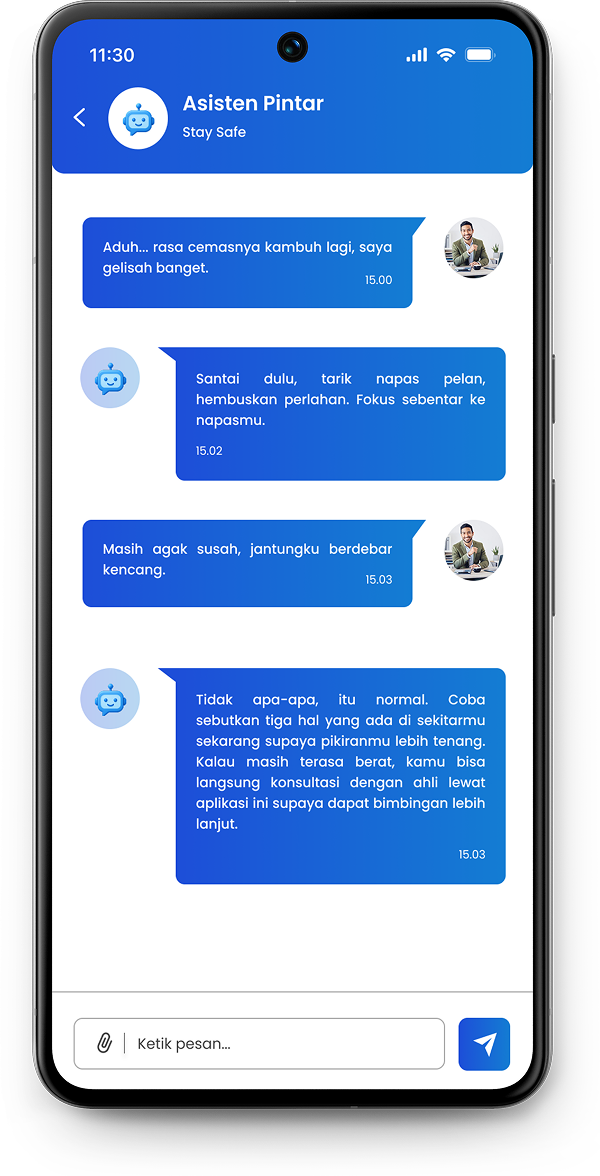 11:30
Asisten Pintar
Stay Safe
Aduh... rasa cemasnya kambuh lagi, saya
gelisah banget.
15.00
Santai dulu, tarik napas pelan,
hembuskan perlahan. Fokus sebentar ke
napasmu.
15.02
Masih agak susah, jantungku berdebar
kencang.
15.03
Tidak apa-apa, itu normal. Coba
sebutkan tiga hal yang ada di sekitarmu
sekarang supaya pikiranmu lebih tenang.
Kalau masih terasa berat, kamu bisa
langsung konsultasi dengan ahli lewat
aplikasi ini supaya dapat bimbingan lebih
lanjut.
15.03
Ketik pesan...